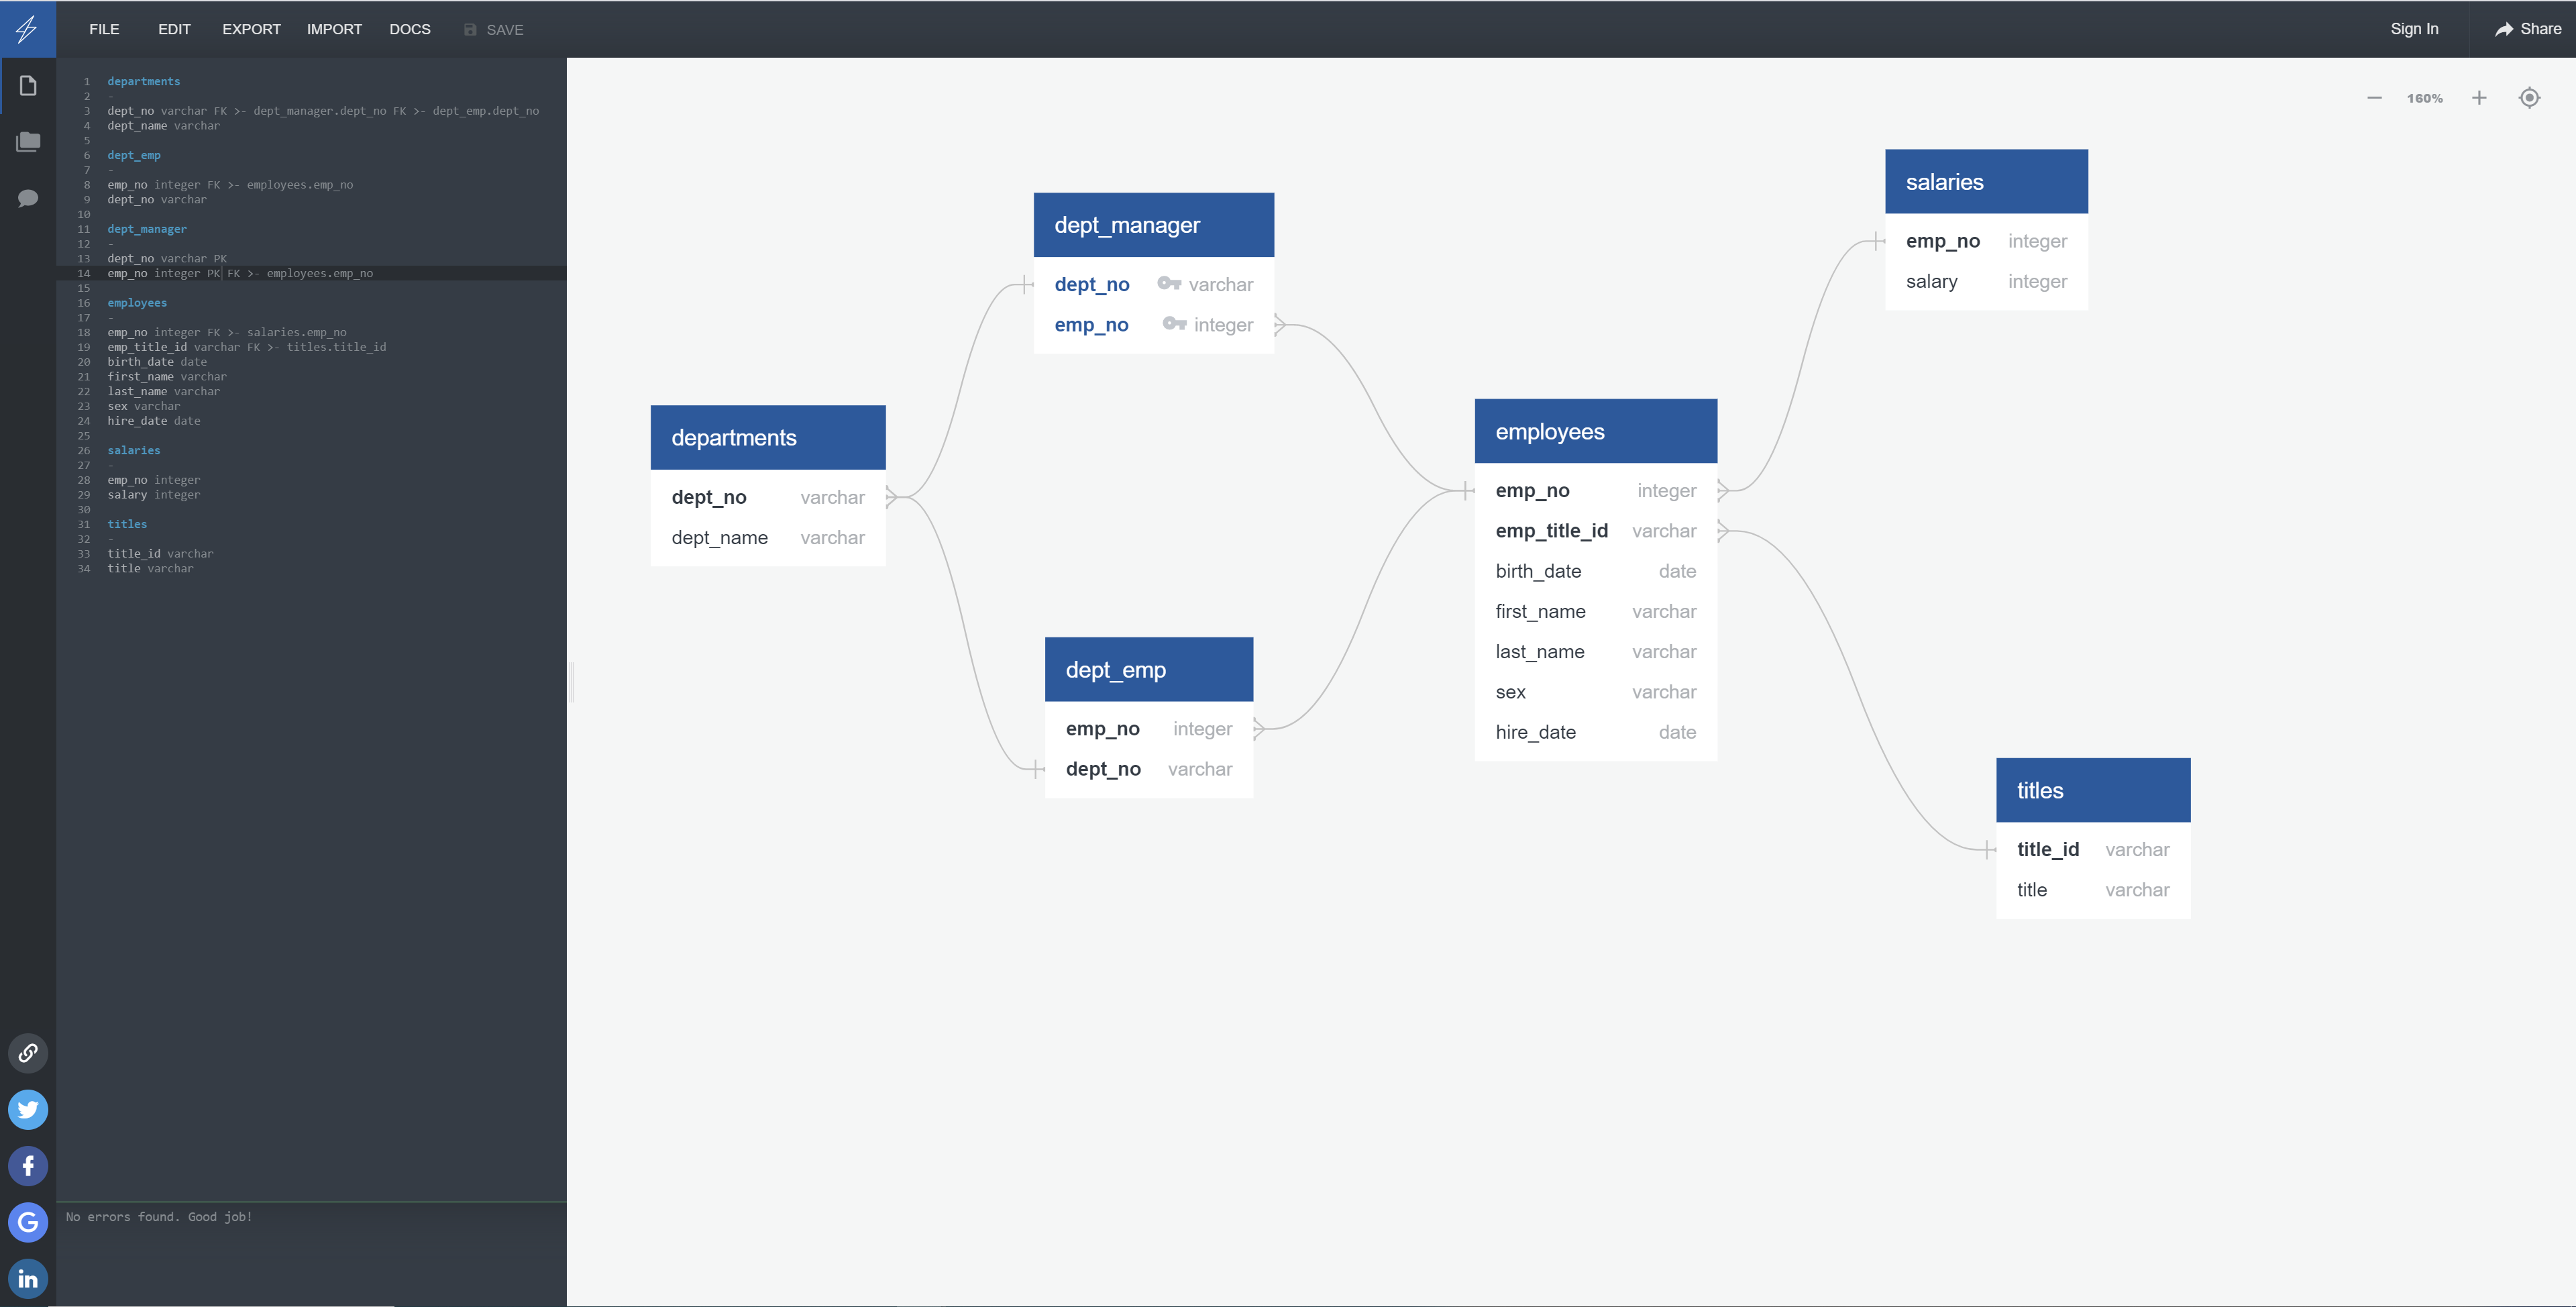 FILE EDIT EXPORT IMPORT DOCS SAVE Sign In Share
1 departments
2 -
3 dept_no varchar FK >- dept_manager.dept_no FK >- dept_emp.dept_no
4 dept_name varchar
5
6 dept_emp
7 -
8 emp_no integer FK >- employees.emp_no
9 dept_no varchar
10
11 dept_manager
12 -
13 dept_no varchar PK
14 emp_no integer PK FK >- employees.emp_no
15
16 employees
17 -
18 emp_no integer FK >- salaries.emp_no
19 emp_title_id varchar FK >- titles.title_id
20 birth_date date
21 first_name varchar
22 last_name varchar
23 sex varchar
24 hire_date date
25
26 salaries
27 -
28 emp_no integer
29 salary integer
30
31 titles
32 -
33 title_id varchar
34 title varchar
No errors found. Good job!
160%
departments
dept_no varchar
dept_name varchar
dept_manager
dept_no varchar
emp_no integer
dept_emp
emp_no integer
dept_no varchar
employees
emp_no integer
emp_title_id varchar
birth_date date
first_name varchar
last_name varchar
sex varchar
hire_date date
salaries
emp_no integer
salary integer
titles
title_id varchar
title varchar